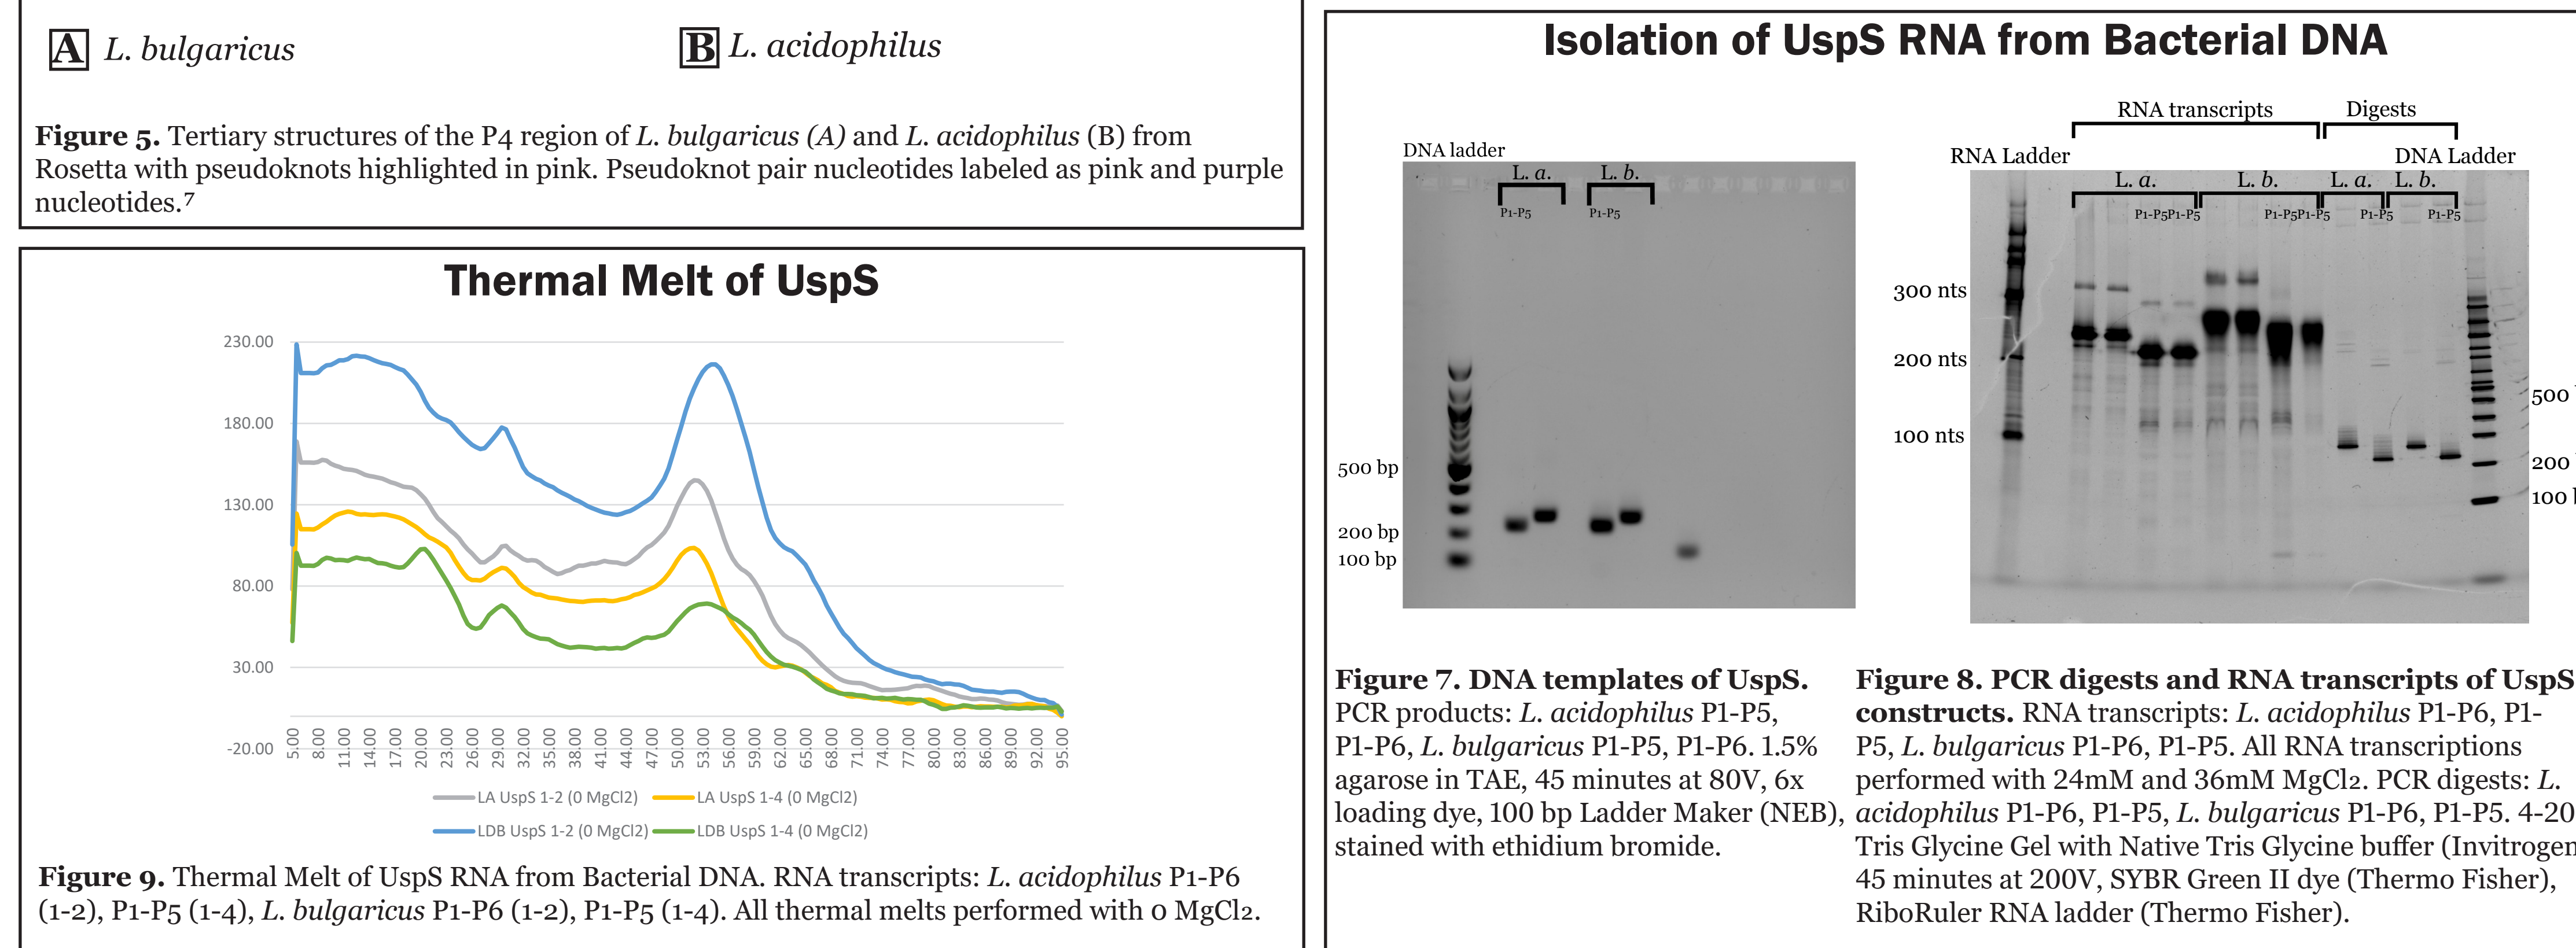 A L. bulgaricus
B L. acidophilus
Figure 5. Tertiary structures of the P4 region of L. bulgaricus (A) and L. acidophilus (B) from
Rosetta with pseudoknots highlighted in pink. Pseudoknot pair nucleotides labeled as pink and purple
nucleotides.⁷
Thermal Melt of UspS
230.00
180.00
130.00
80.00
30.00
-20.00
5.00 8.00 11.00 14.00 17.00 20.00 23.00 26.00 29.00 32.00 35.00 38.00 41.00 44.00 47.00 50.00 53.00 56.00 59.00 62.00 65.00 68.00 71.00 74.00 77.00 80.00 83.00 86.00 89.00 92.00 95.00
LA UspS 1-2 (0 MgCl2) LA UspS 1-4 (0 MgCl2)
LDB UspS 1-2 (0 MgCl2) LDB UspS 1-4 (0 MgCl2)
Figure 9. Thermal Melt of UspS RNA from Bacterial DNA. RNA transcripts: L. acidophilus P1-P6
(1-2), P1-P5 (1-4), L. bulgaricus P1-P6 (1-2), P1-P5 (1-4). All thermal melts performed with 0 MgCl2.
Isolation of UspS RNA from Bacterial DNA
DNA ladder
L. a. L. b.
P1-P5 P1-P5
500 bp
200 bp
100 bp
RNA transcripts Digests
RNA Ladder DNA Ladder
L. a. L. b. L. a. L. b.
P1-P5 P1-P5 P1-P5 P1-P5 P1-P5 P1-P5
300 nts
200 nts
100 nts
500
200
100
Figure 7. DNA templates of UspS.
PCR products: L. acidophilus P1-P5,
P1-P6, L. bulgaricus P1-P5, P1-P6. 1.5%
agarose in TAE, 45 minutes at 80V, 6x
loading dye, 100 bp Ladder Maker (NEB),
stained with ethidium bromide.
Figure 8. PCR digests and RNA transcripts of UspS
constructs. RNA transcripts: L. acidophilus P1-P6, P1-
P5, L. bulgaricus P1-P6, P1-P5. All RNA transcriptions
performed with 24mM and 36mM MgCl2. PCR digests: L.
acidophilus P1-P6, P1-P5, L. bulgaricus P1-P6, P1-P5. 4-20
Tris Glycine Gel with Native Tris Glycine buffer (Invitrogen
45 minutes at 200V, SYBR Green II dye (Thermo Fisher),
RiboRuler RNA ladder (Thermo Fisher).